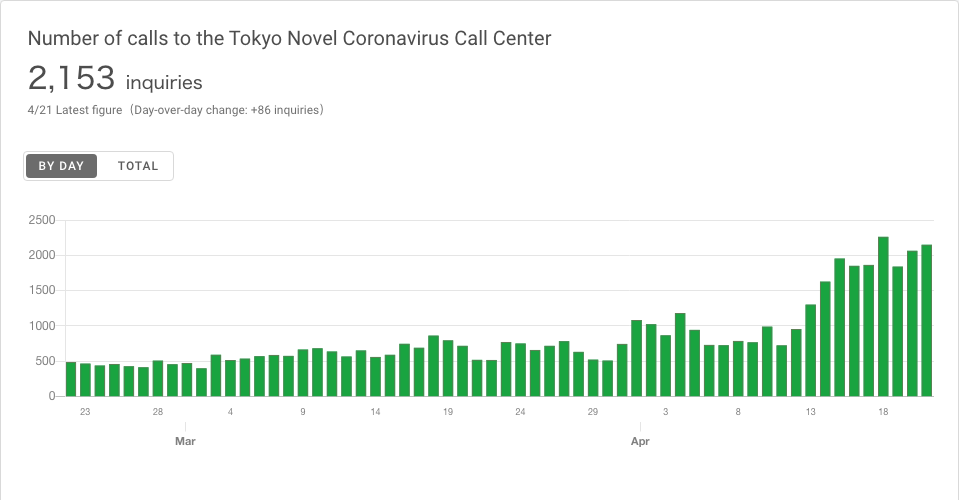 Number of calls to the Tokyo Novel Coronavirus Call Center
2,153 inquiries
4/21 Latest figure（Day-over-day change: +86 inquiries）
BY DAY TOTAL
2500
2000
1500
1000
500
0
23 28 4 9 14 19 24 29 3 8 13 18
Mar Apr